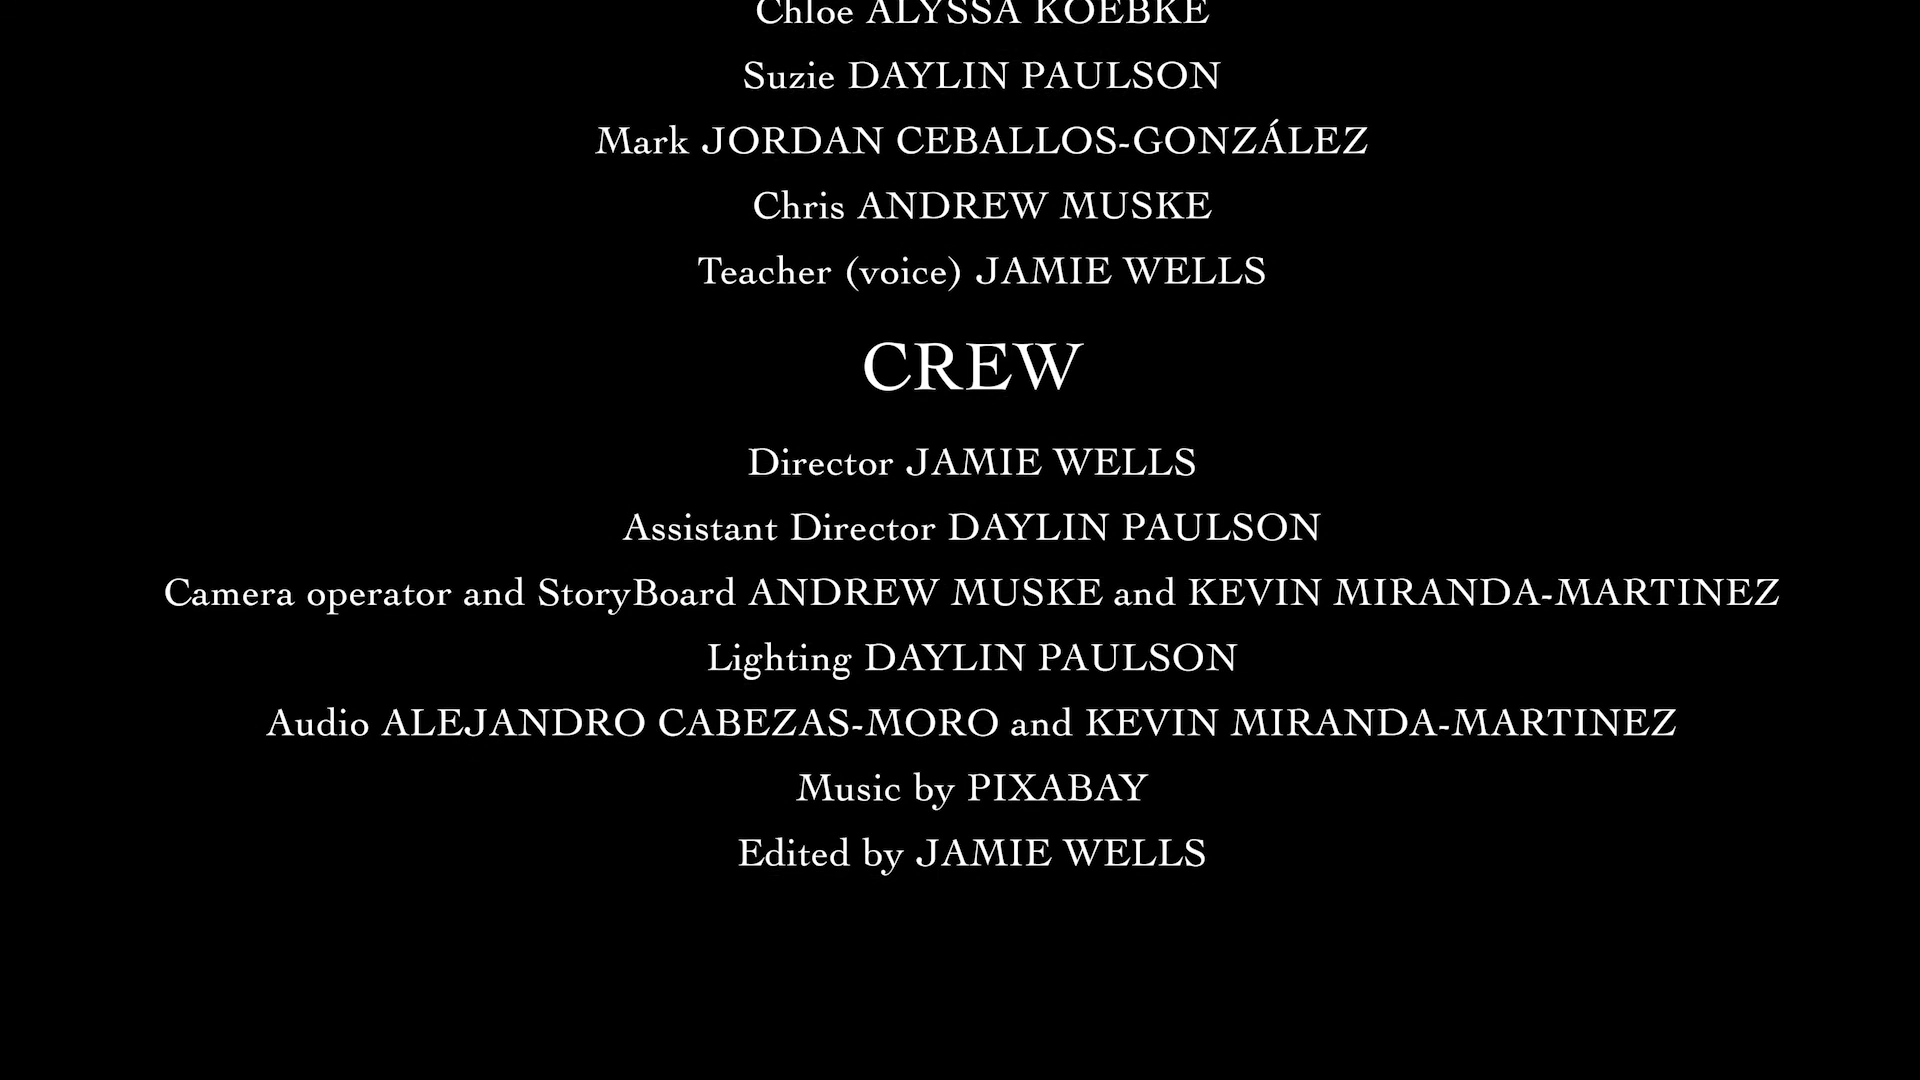 Chloe ALYSSA KOEBKE
Suzie DAYLIN PAULSON
Mark JORDAN CEBALLOS-GONZÁLEZ
Chris ANDREW MUSKE
Teacher (voice) JAMIE WELLS
CREW
Director JAMIE WELLS
Assistant Director DAYLIN PAULSON
Camera operator and StoryBoard ANDREW MUSKE and KEVIN MIRANDA-MARTINEZ
Lighting DAYLIN PAULSON
Audio ALEJANDRO CABEZAS-MORO and KEVIN MIRANDA-MARTINEZ
Music by PIXABAY
Edited by JAMIE WELLS